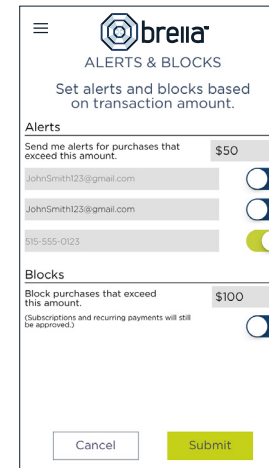 brella™
ALERTS & BLOCKS
Set alerts and blocks based
on transaction amount.
Alerts
Send me alerts for purchases that
exceed this amount.
$50
JohnSmith123@gmail.com
JohnSmith123@gmail.com
515-555-0123
Blocks
Block purchases that exceed
this amount.
$100
(Subscriptions and recurring payments will still
be approved.)
Cancel
Submit